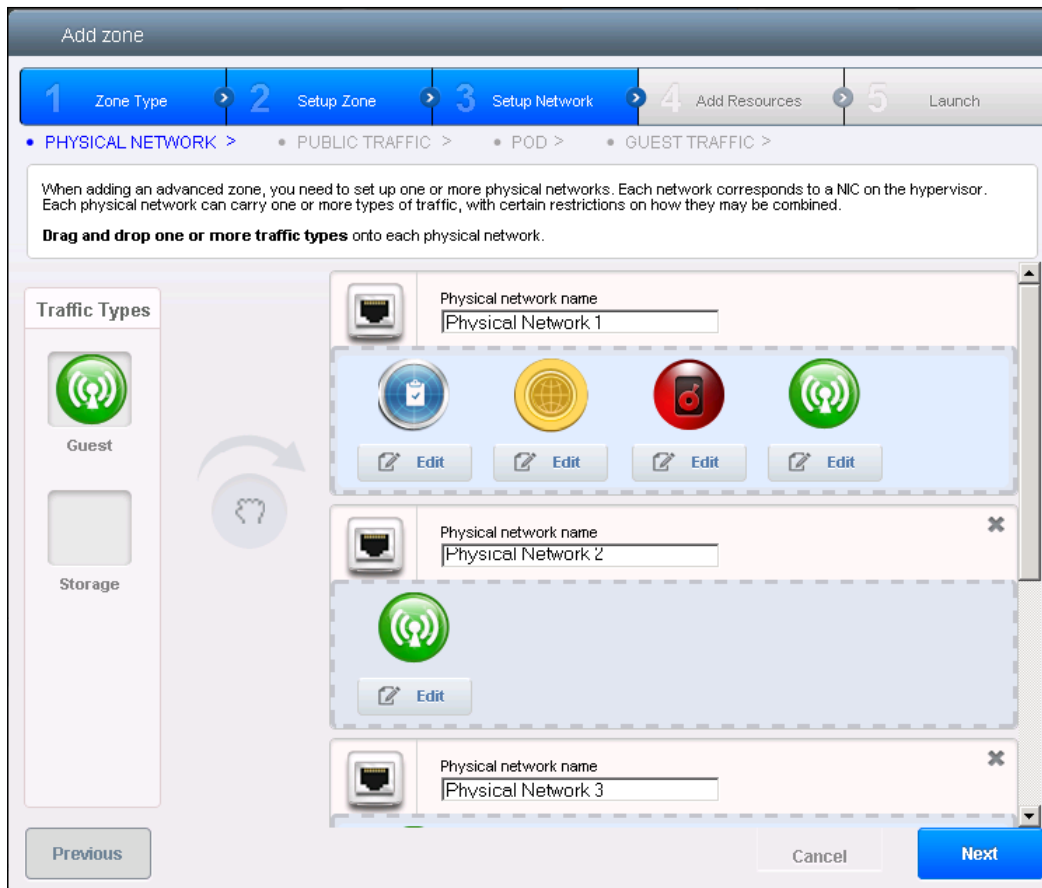 Add zone
1 Zone Type 2 Setup Zone 3 Setup Network 4 Add Resources 5 Launch
• PHYSICAL NETWORK > • PUBLIC TRAFFIC > • POD > • GUEST TRAFFIC >
When adding an advanced zone, you need to set up one or more physical networks. Each network corresponds to a NIC on the hypervisor.
Each physical network can carry one or more types of traffic, with certain restrictions on how they may be combined.
Drag and drop one or more traffic types onto each physical network.
Traffic Types
Guest
Storage
Physical network name
Physical Network 1
Edit Edit Edit Edit
Physical network name
Physical Network 2
Edit
Physical network name
Physical Network 3
Previous Cancel Next